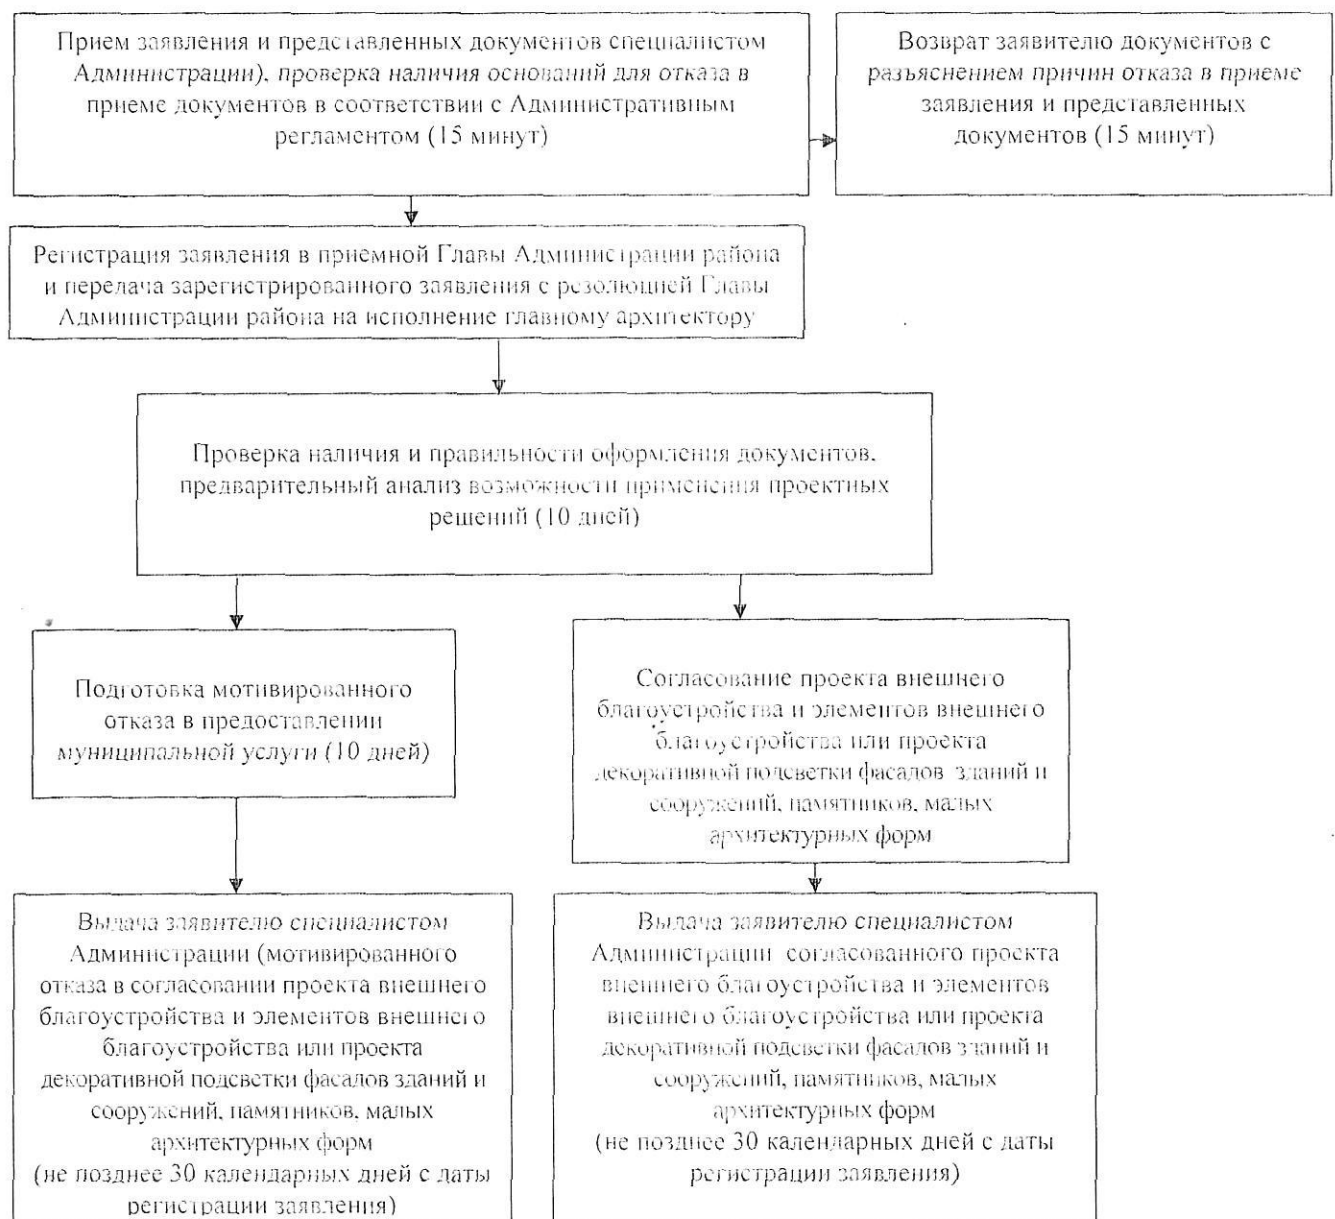 Прием заявления и представленных документов специалистом
Администрации), проверка наличия оснований для отказа в
приеме документов в соответствии с Административным
регламентом (15 минут)
Возврат заявителю документов с
разъяснением причин отказа в приеме
заявления и представленных
документов (15 минут)
Регистрация заявления в приемной Главы Администрации района
и передача зарегистрированного заявления с резолюцией Главы
Администрации района на исполнение главному архитектору
Проверка наличия и правильности оформления документов,
предварительный анализ возможности применения проектных
решений (10 дней)
Подготовка мотивированного
отказа в предоставлении
муниципальной услуги (10 дней)
Согласование проекта внешнего
благоустройства и элементов внешнего
благоустройства или проекта
декоративной подсветки фасадов зданий и
сооружений, памятников, малых
архитектурных форм
Выдача заявителю специалистом
Администрации (мотивированного
отказа в согласовании проекта внешнего
благоустройства и элементов внешнего
благоустройства или проекта
декоративной подсветки фасадов зданий и
сооружений, памятников, малых
архитектурных форм
(не позднее 30 календарных дней с даты
регистрации заявления)
Выдача заявителю специалистом
Администрации согласованного проекта
внешнего благоустройства и элементов
внешнего благоустройства или проекта
декоративной подсветки фасадов зданий и
сооружений, памятников, малых
архитектурных форм
(не позднее 30 календарных дней с даты
регистрации заявления)